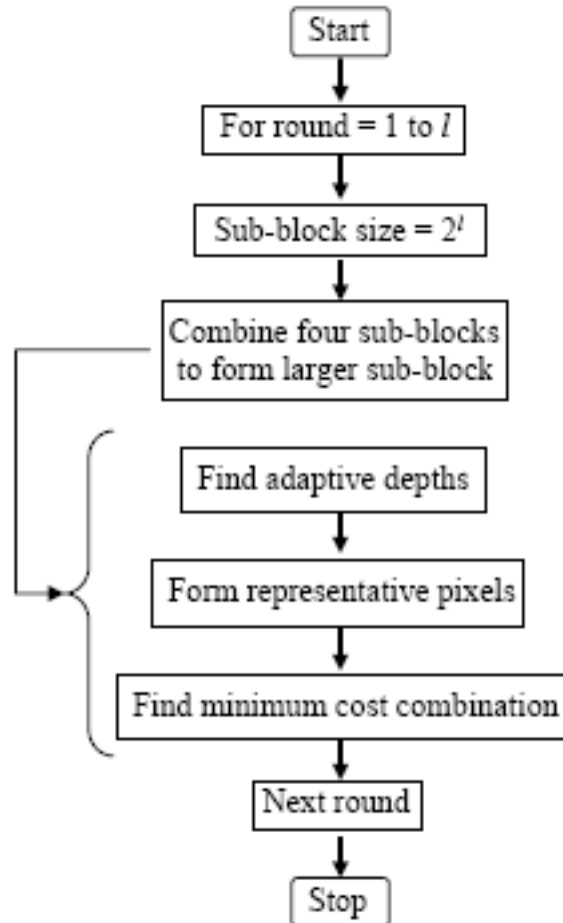 Start
For round = 1 to l
Sub-block size = 2^l
Combine four sub-blocks
to form larger sub-block
Find adaptive depths
Form representative pixels
Find minimum cost combination
Next round
Stop